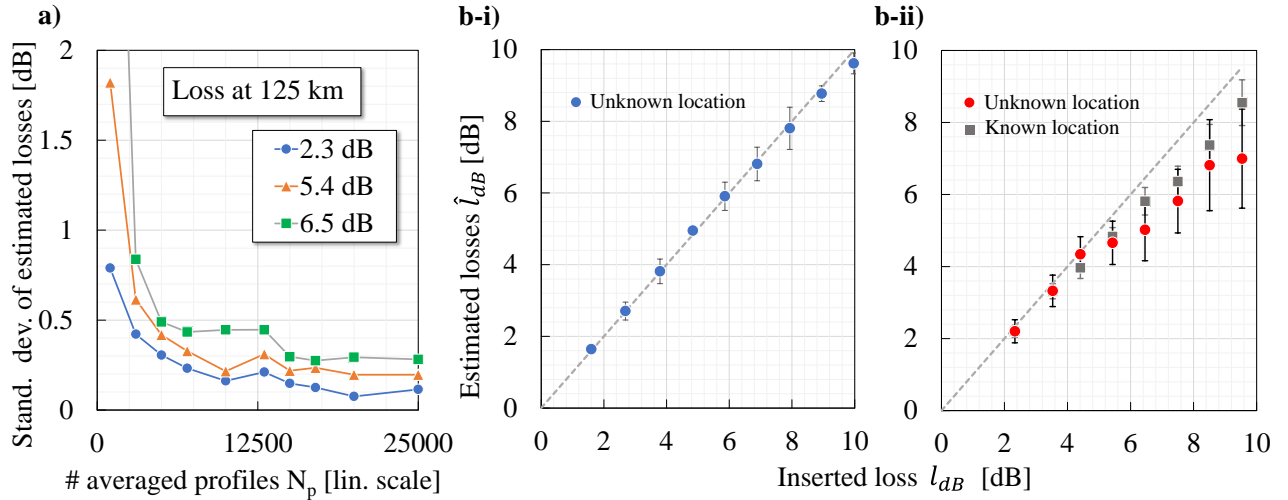 a)
Stand. dev. of estimated losses [dB]
2
1.5
1
0.5
0
Loss at 125 km
2.3 dB
5.4 dB
6.5 dB
0 12500 25000
# averaged profiles Np [lin. scale]
b-i)
Estimated losses l̂dB [dB]
10
8
6
4
2
0
Unknown location
0 2 4 6 8 10
b-ii)
10
8
6
4
2
0
Unknown location
Known location
0 2 4 6 8 10
Inserted loss ldB [dB]